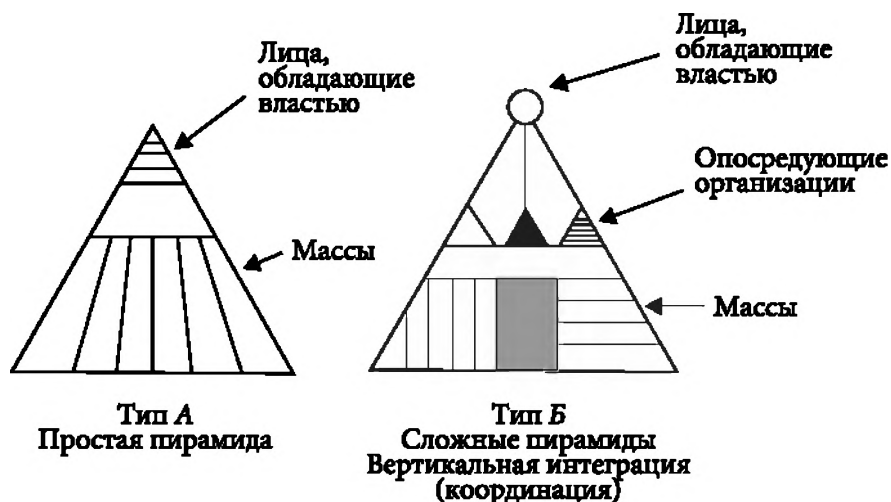 Лица,
обладающие
властью
Массы
Тип А
Простая пирамида
Лица,
обладающие
властью
Опосредующие
организации
Массы
Тип Б
Сложные пирамиды
Вертикальная интеграция
(координация)